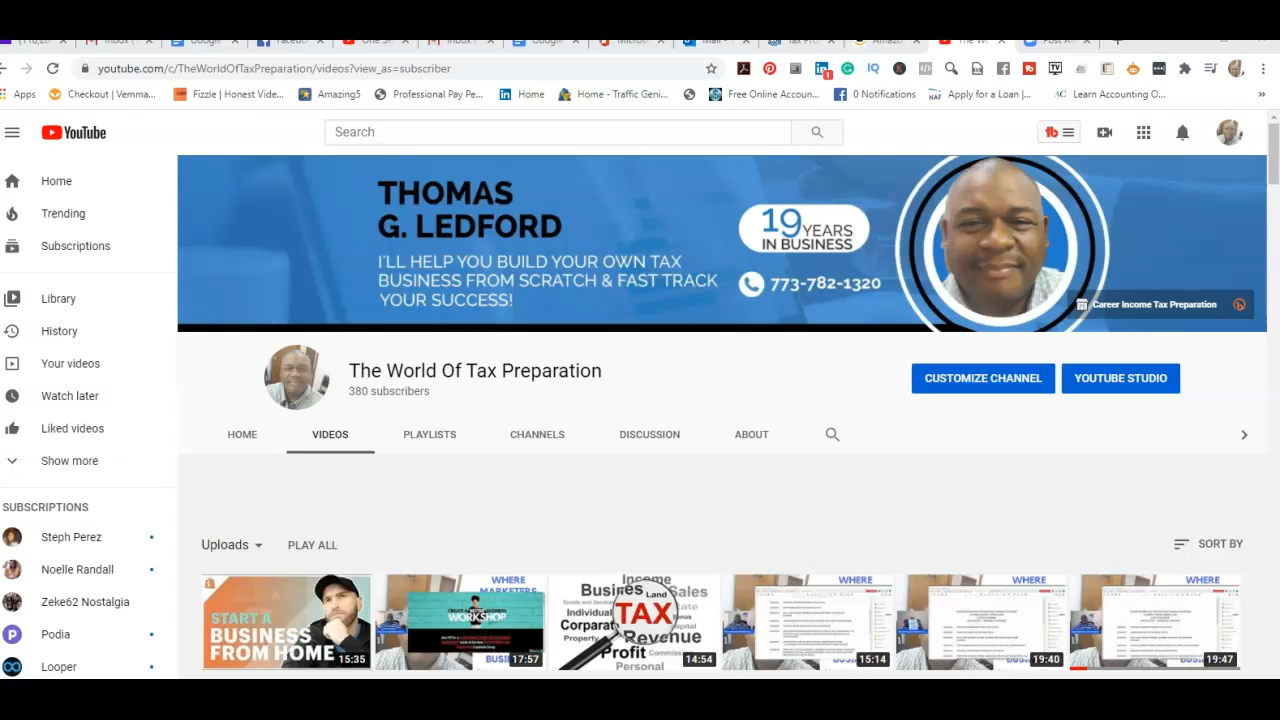 youtube.com/c/TheWorldOfTaxPreparation/videos?view_as=subscriber
Apps Checkout | Vemma... Fizzle | Honest Vide... Amazing5 Professional Pay Pe... Home Home - Traffic Geni... Free Online Accoun... 0 Notifications Apply for a Loan |... Learn Accounting O... »
YouTube
Search
Home
Trending
Subscriptions
Library
History
Your videos
Watch later
Liked videos
Show more
SUBSCRIPTIONS
Steph Perez
Noelle Randall
Zeke62 Nostalgia
Podia
Looper
THOMAS
G. LEDFORD
I'LL HELP YOU BUILD YOUR OWN TAX
BUSINESS FROM SCRATCH & FAST TRACK
YOUR SUCCESS!
19 YEARS
IN BUSINESS
773-782-1320
Career Income Tax Preparation
The World Of Tax Preparation
380 subscribers
CUSTOMIZE CHANNEL
YOUTUBE STUDIO
HOME VIDEOS PLAYLISTS CHANNELS DISCUSSION ABOUT
Uploads PLAY ALL
SORT BY
START A
BUSINESS
FROM HOME
15:35
WHERE
MARKETERS
WORKSHOP
17:57
Income
Busines Land Sales
Individual TAX
Corporat
Property Revenue
Profit
Personal
14:54
WHERE
15:14
WHERE
19:40
WHERE
19:47